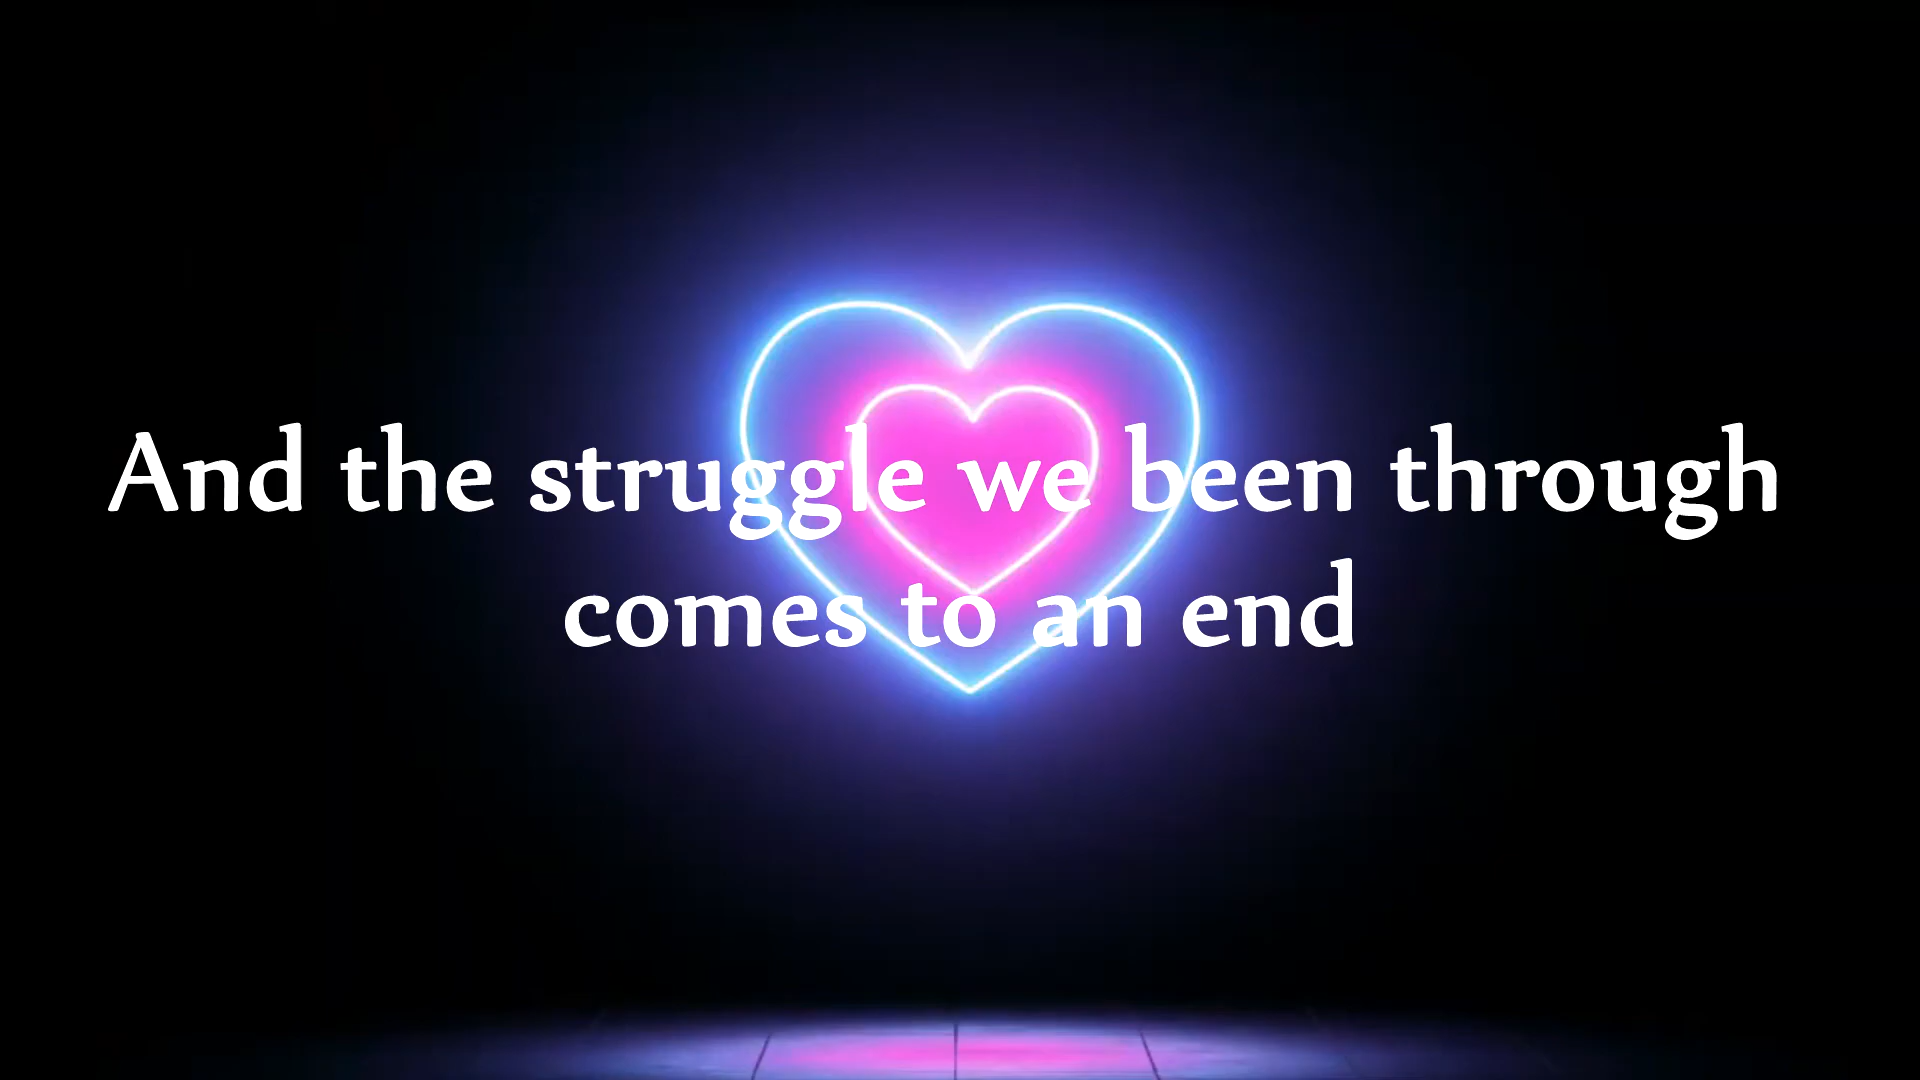 And the struggle we been through
comes to an end